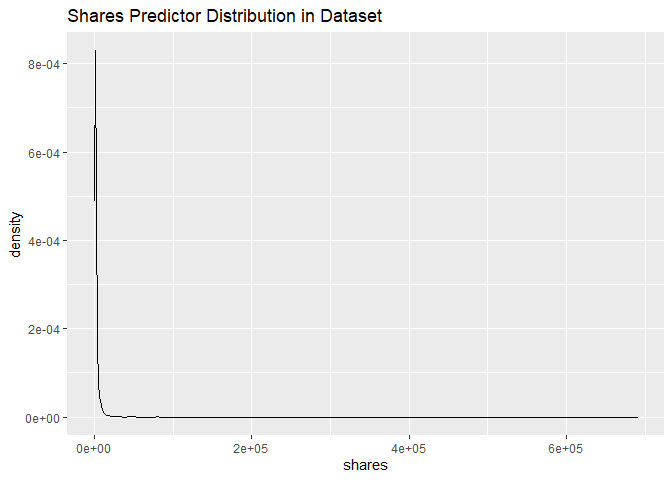 Shares Predictor Distribution in Dataset
8e-04
6e-04
4e-04
2e-04
0e+00
density
0e+00
2e+05
4e+05
6e+05
shares